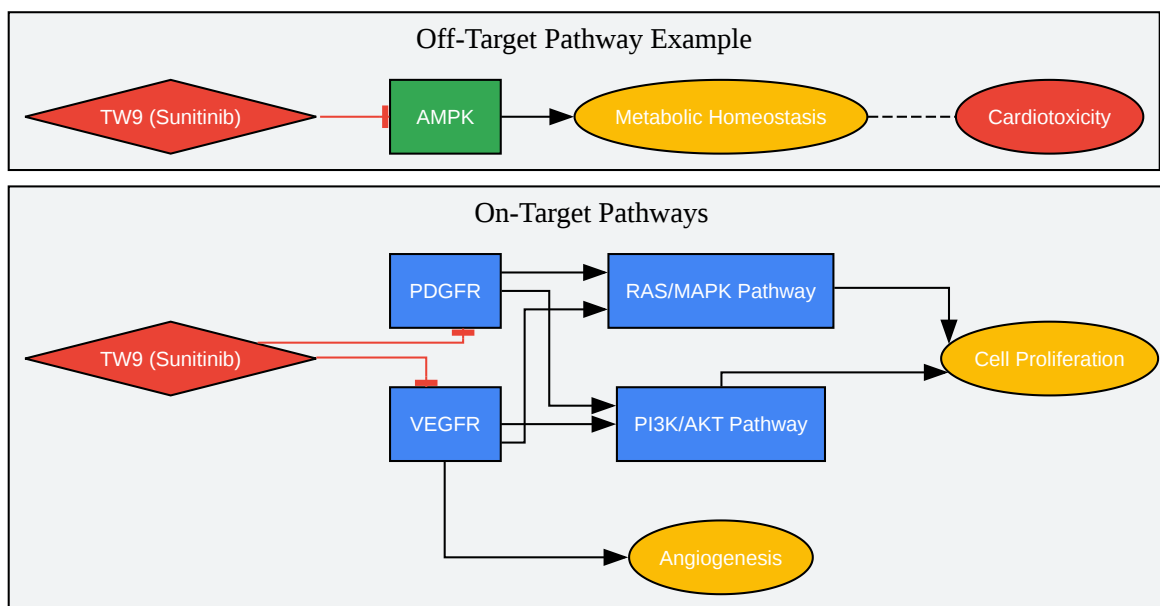 Off-Target Pathway Example
TW9 (Sunitinib)
AMPK
Metabolic Homeostasis
Cardiotoxicity
On-Target Pathways
PDGFR
RAS/MAPK Pathway
TW9 (Sunitinib)
Cell Proliferation
VEGFR
PI3K/AKT Pathway
Angiogenesis